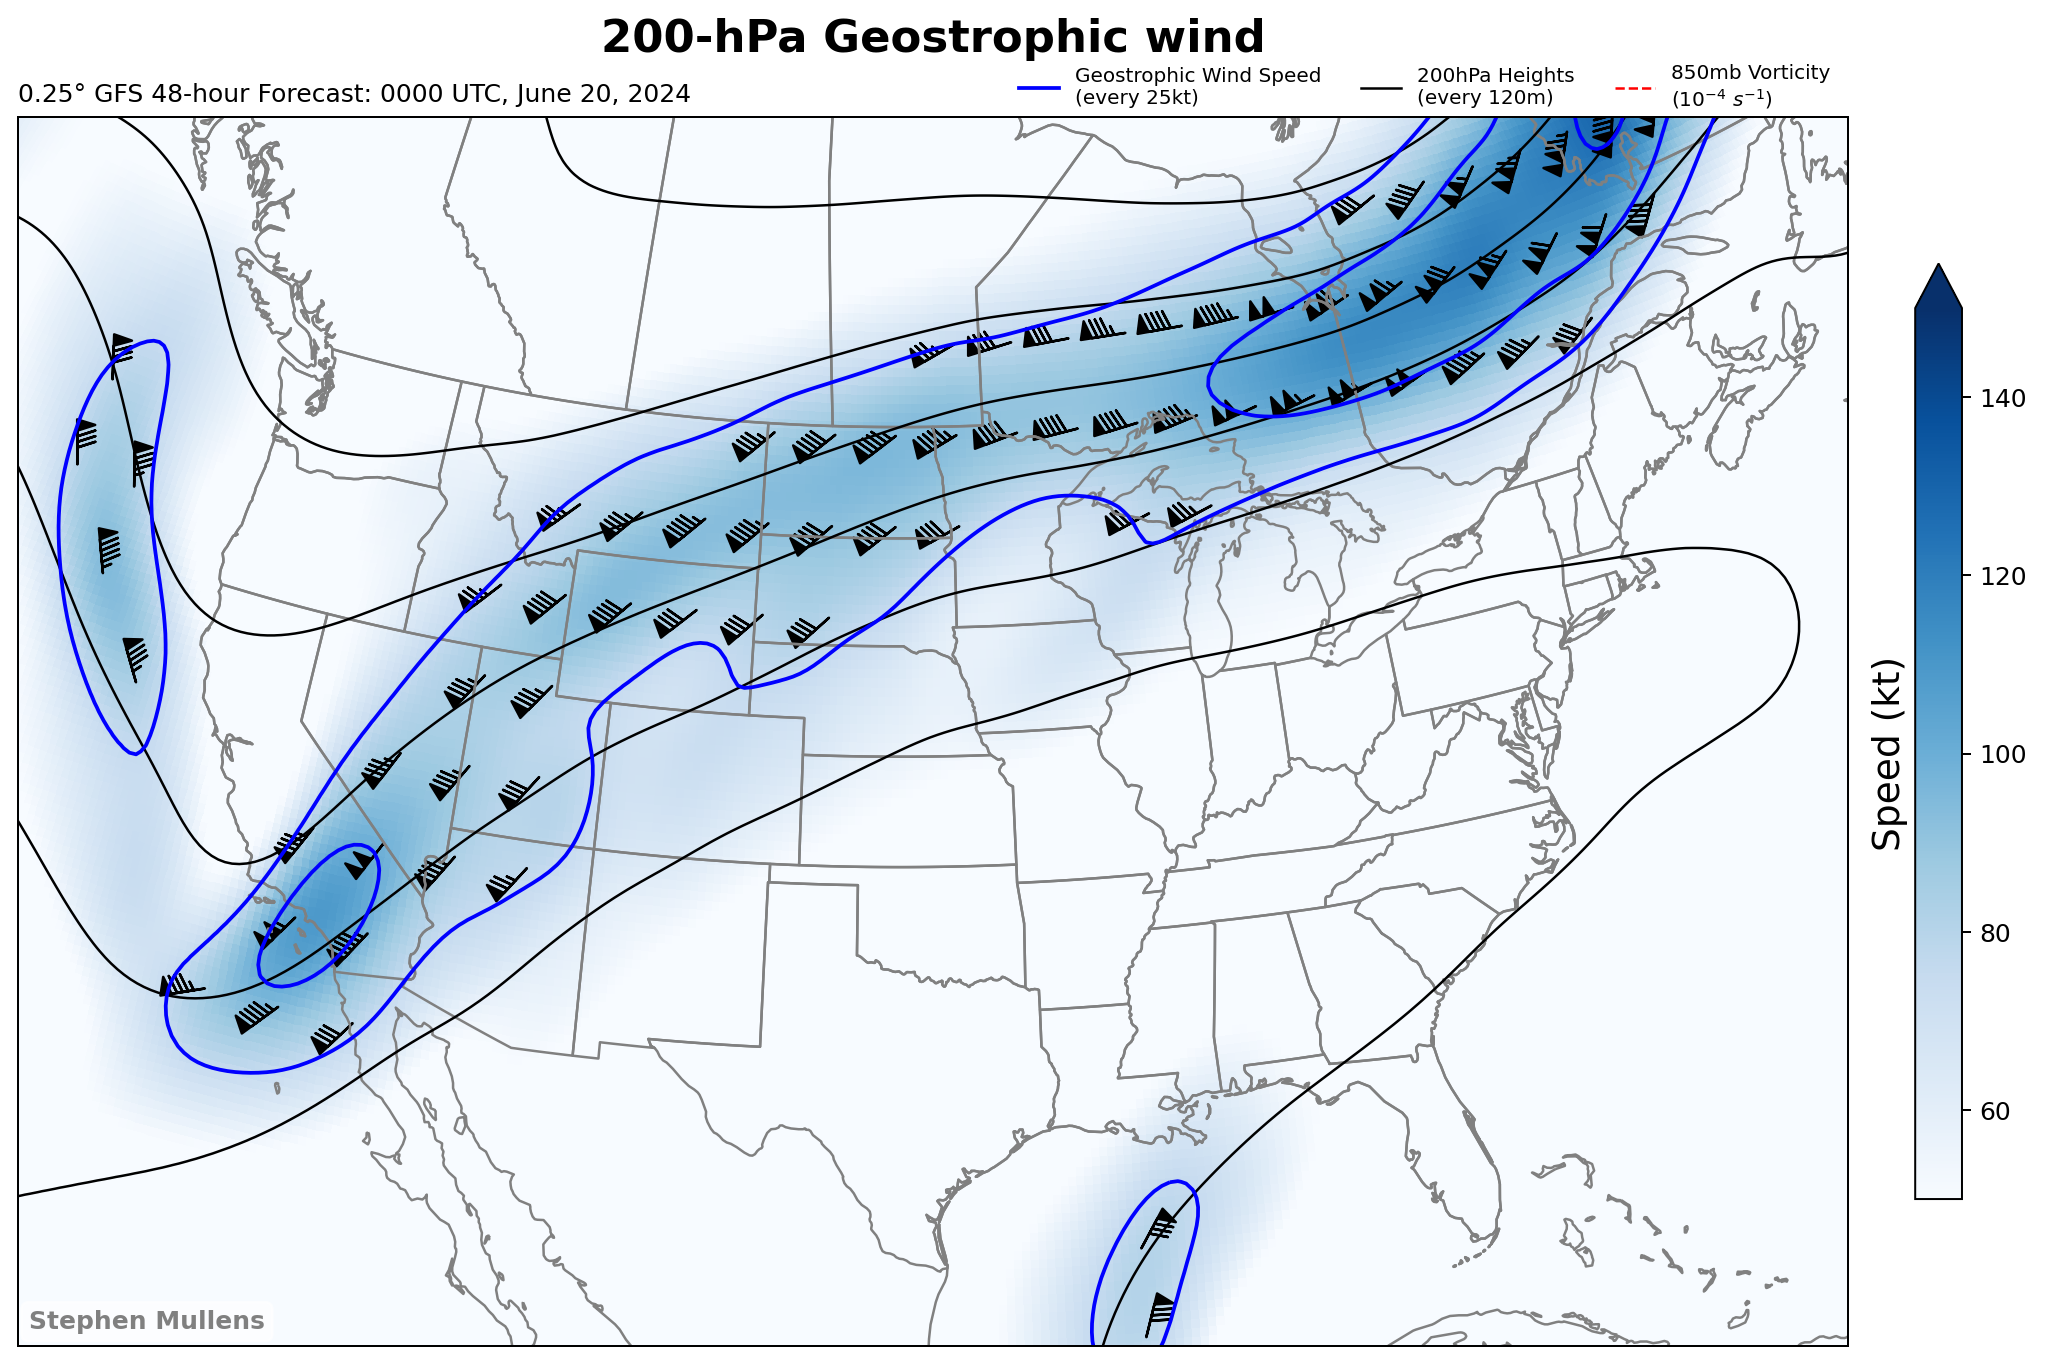 200-hPa Geostrophic wind
0.25° GFS 48-hour Forecast: 0000 UTC, June 20, 2024
Geostrophic Wind Speed
(every 25kt)
200hPa Heights
(every 120m)
850mb Vorticity
(10⁻⁴ s⁻¹)
140
120
100
80
60
Speed (kt)
Stephen Mullens